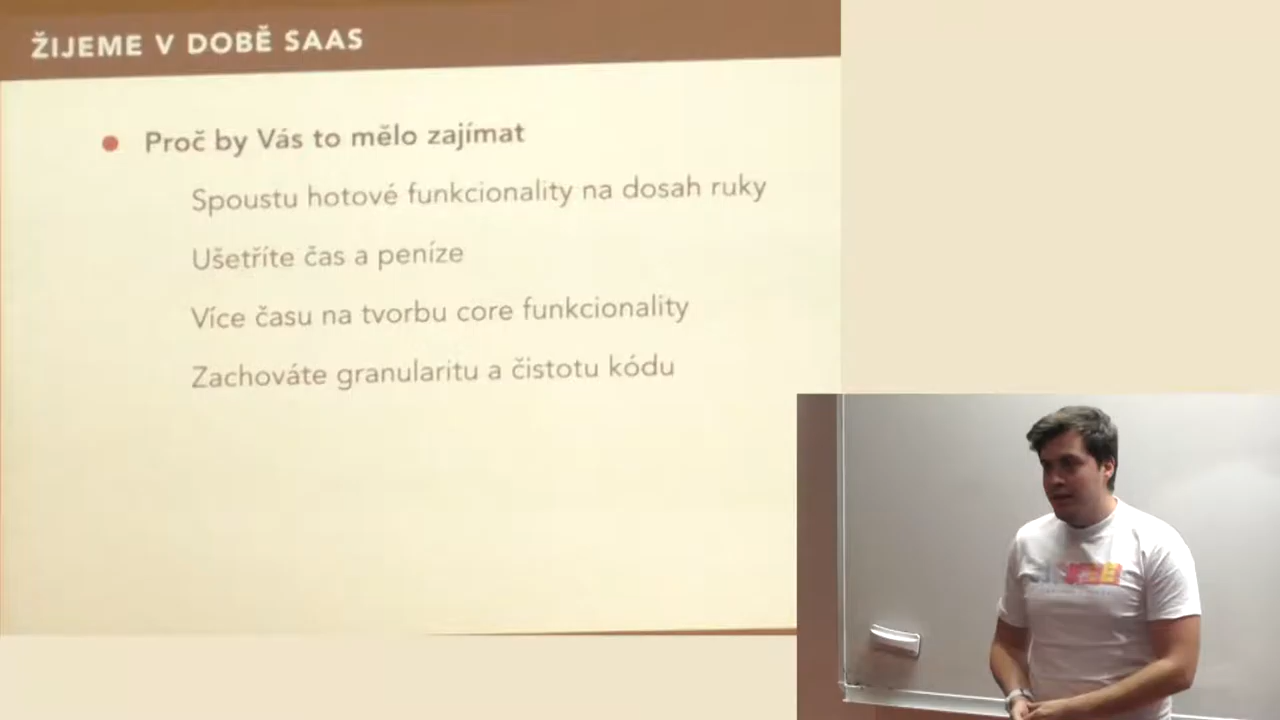 ŽIJEME V DOBĚ SAAS
Proč by Vás to mělo zajímat
Spoustu hotové funkcionality na dosah ruky
Ušetříte čas a peníze
Více času na tvorbu core funkcionality
Zachováte granularitu a čistotu kódu